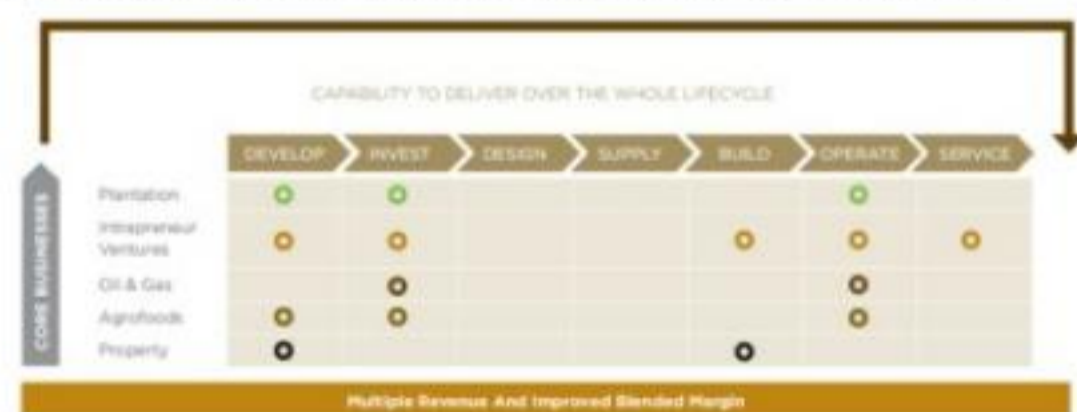 CAPABILITY TO DELIVER OVER THE WHOLE LIFECYCLE
DEVELOP INVEST DESIGN SUPPLY BUILD OPERATE SERVICE
CORE BUSINESSES
Plantation
Intrapreneur
Ventures
Oil & Gas
Agrofoods
Property
Multiple Revenue And Improved Blended Margin